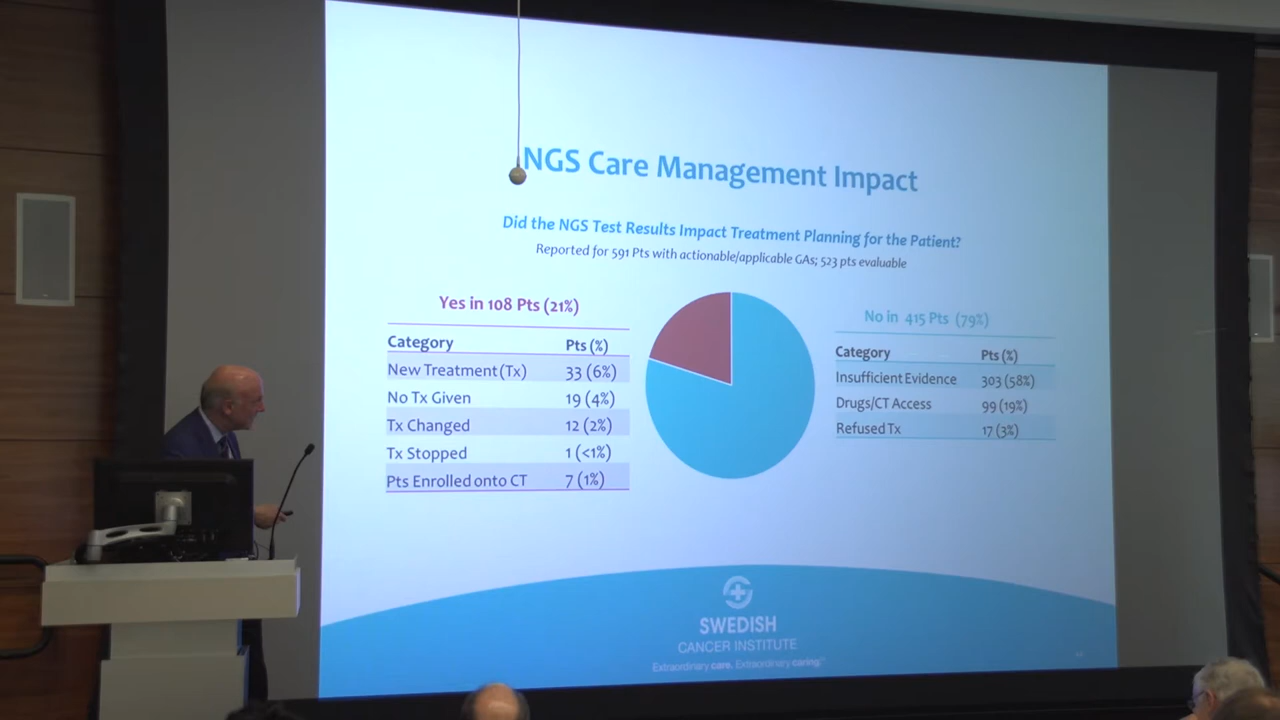 NGS Care Management Impact
Did the NGS Test Results Impact Treatment Planning for the Patient?
Reported for 591 Pts with actionable/applicable GAs; 523 pts evaluable
Yes in 108 Pts (21%)
Category Pts (%)
New Treatment (Tx) 33 (6%)
No Tx Given 19 (4%)
Tx Changed 12 (2%)
Tx Stopped 1 (<1%)
Pts Enrolled onto CT 7 (1%)
No in 415 Pts (79%)
Category Pts (%)
Insufficient Evidence 303 (58%)
Drugs/CT Access 99 (19%)
Refused Tx 17 (3%)
SWEDISH
CANCER INSTITUTE
Extraordinary care. Extraordinary caring.™